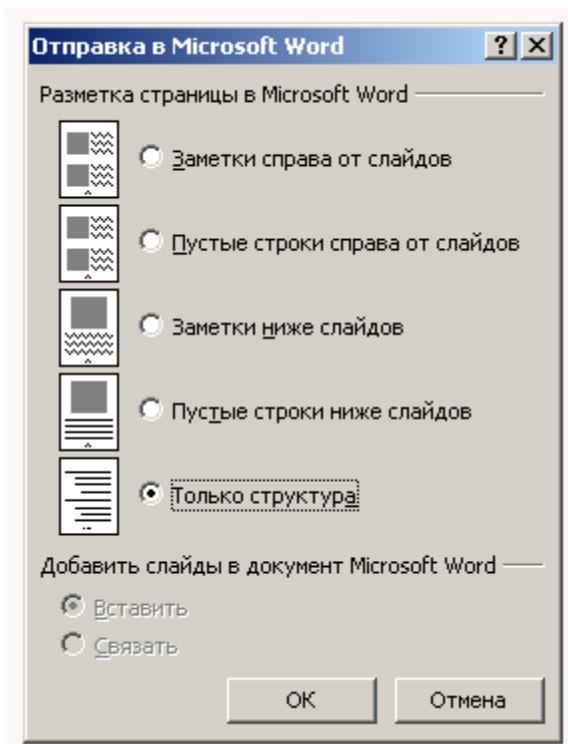 Отправка в Microsoft Word
Разметка страницы в Microsoft Word
Заметки справа от слайдов
Пустые строки справа от слайдов
Заметки ниже слайдов
Пустые строки ниже слайдов
Только структура
Добавить слайды в документ Microsoft Word
Вставить
Связать
ОК Отмена